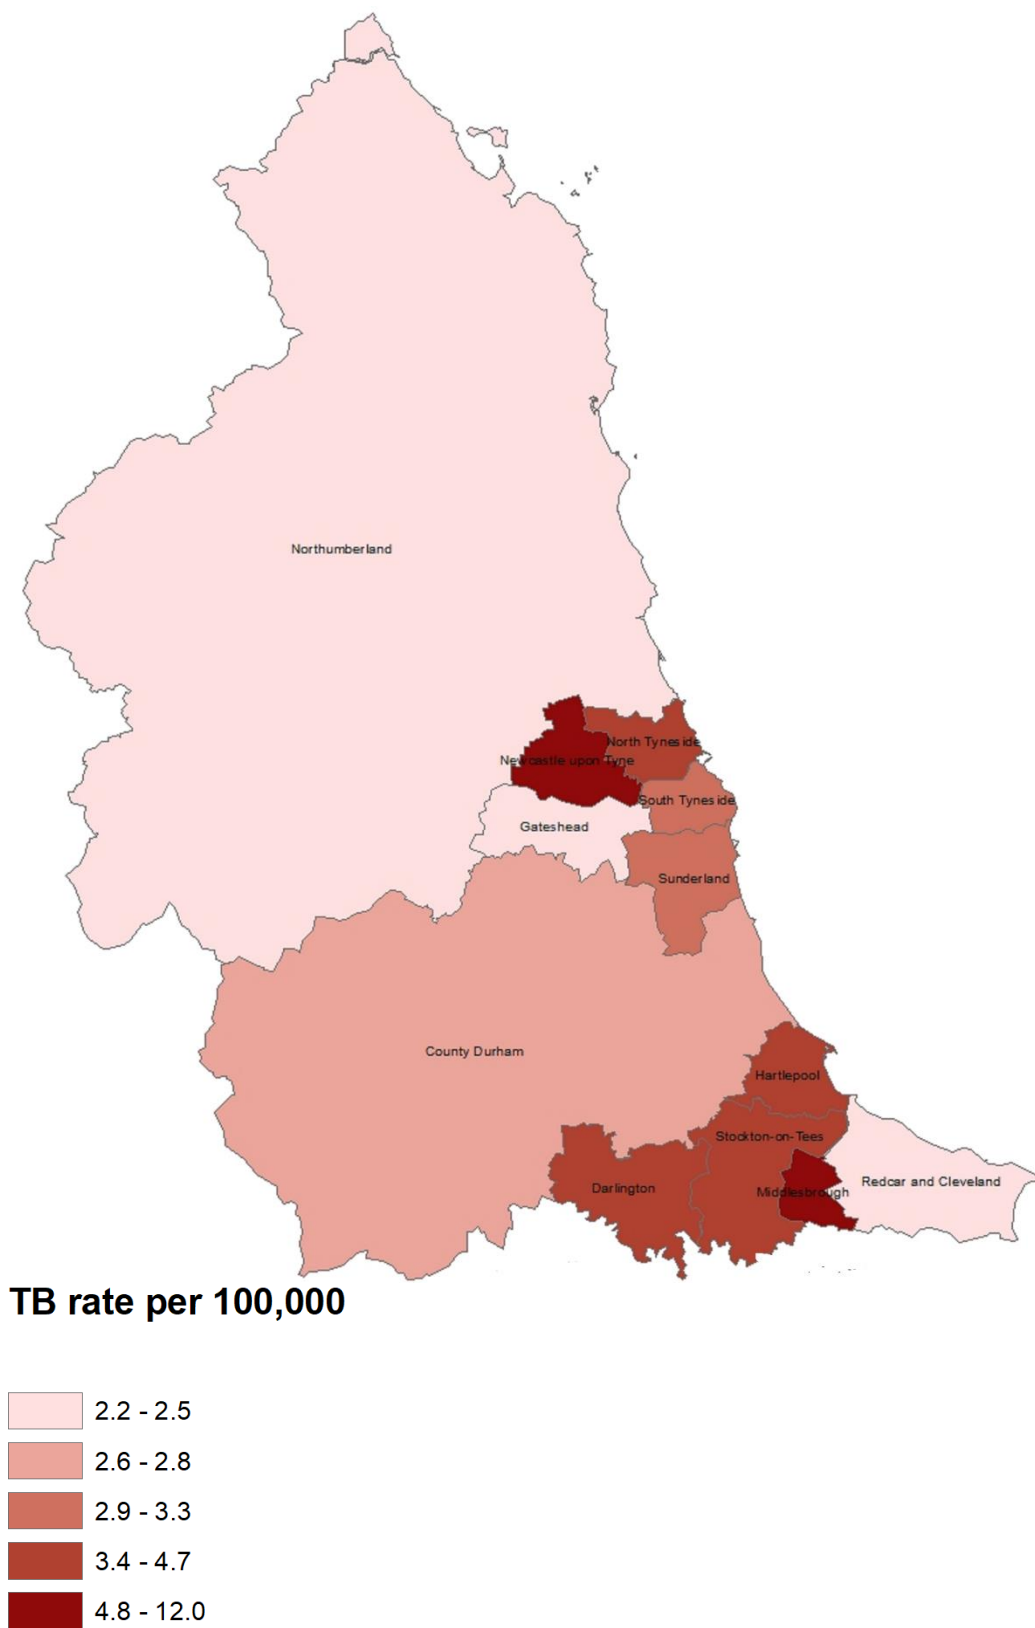 Northumberland
North Tyneside
Newcastle upon Tyne
South Tyneside
Gateshead
Sunderland
County Durham
Hartlepool
Stockton-on-Tees
Redcar and Cleveland
Darlington
Middlesbrough
TB rate per 100,000
2.2 - 2.5
2.6 - 2.8
2.9 - 3.3
3.4 - 4.7
4.8 - 12.0